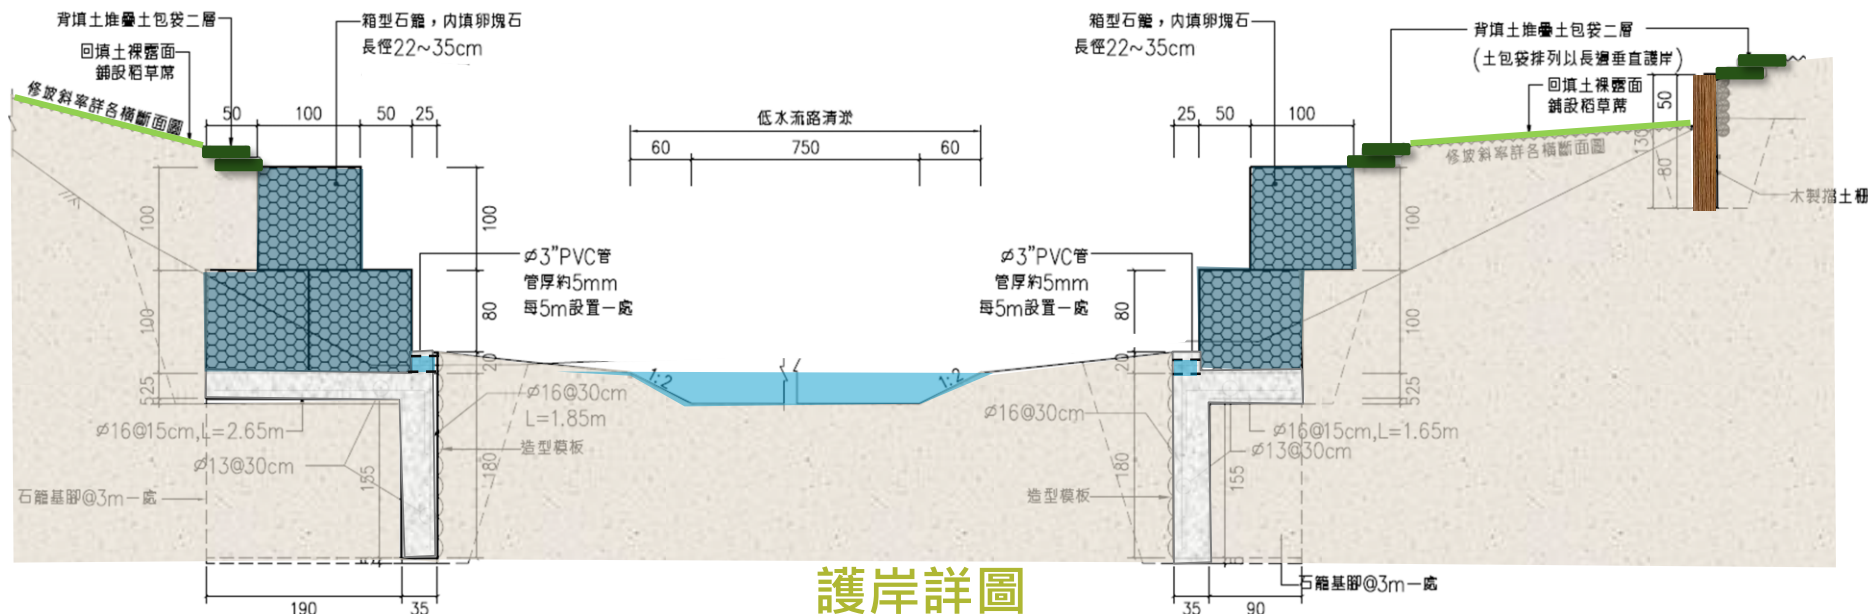 背填土堆疊土包袋二層
回填土裸露面
鋪設稻草蓆
修坡斜率詳各橫斷面圖
箱型石籠，內填卵塊石
長徑22~35cm
50
100
50
25
低水流路清淤
60
750
60
箱型石籠，內填卵塊石
長徑22~35cm
25
50
100
背填土堆疊土包袋二層
(土包袋排列以長邊垂直護岸)
回填土裸露面
鋪設稻草蓆
修坡斜率詳各橫斷面圖
50
130
80
木製擋土柵
100
100
525
100
80
20
180
ø3"PVC管
管厚約5mm
每5m設置一處
1:2
1:2
ø3"PVC管
管厚約5mm
每5m設置一處
80
20
180
100
100
525
ø16@30cm
L=1.85m
造型模板
ø16@15cm,L=2.65m
ø13@30cm
155
石籠基腳@3m一處
190
35
ø16@30cm
造型模板
ø16@15cm,L=1.65m
ø13@30cm
155
石籠基腳@3m一處
35
90
護岸詳圖